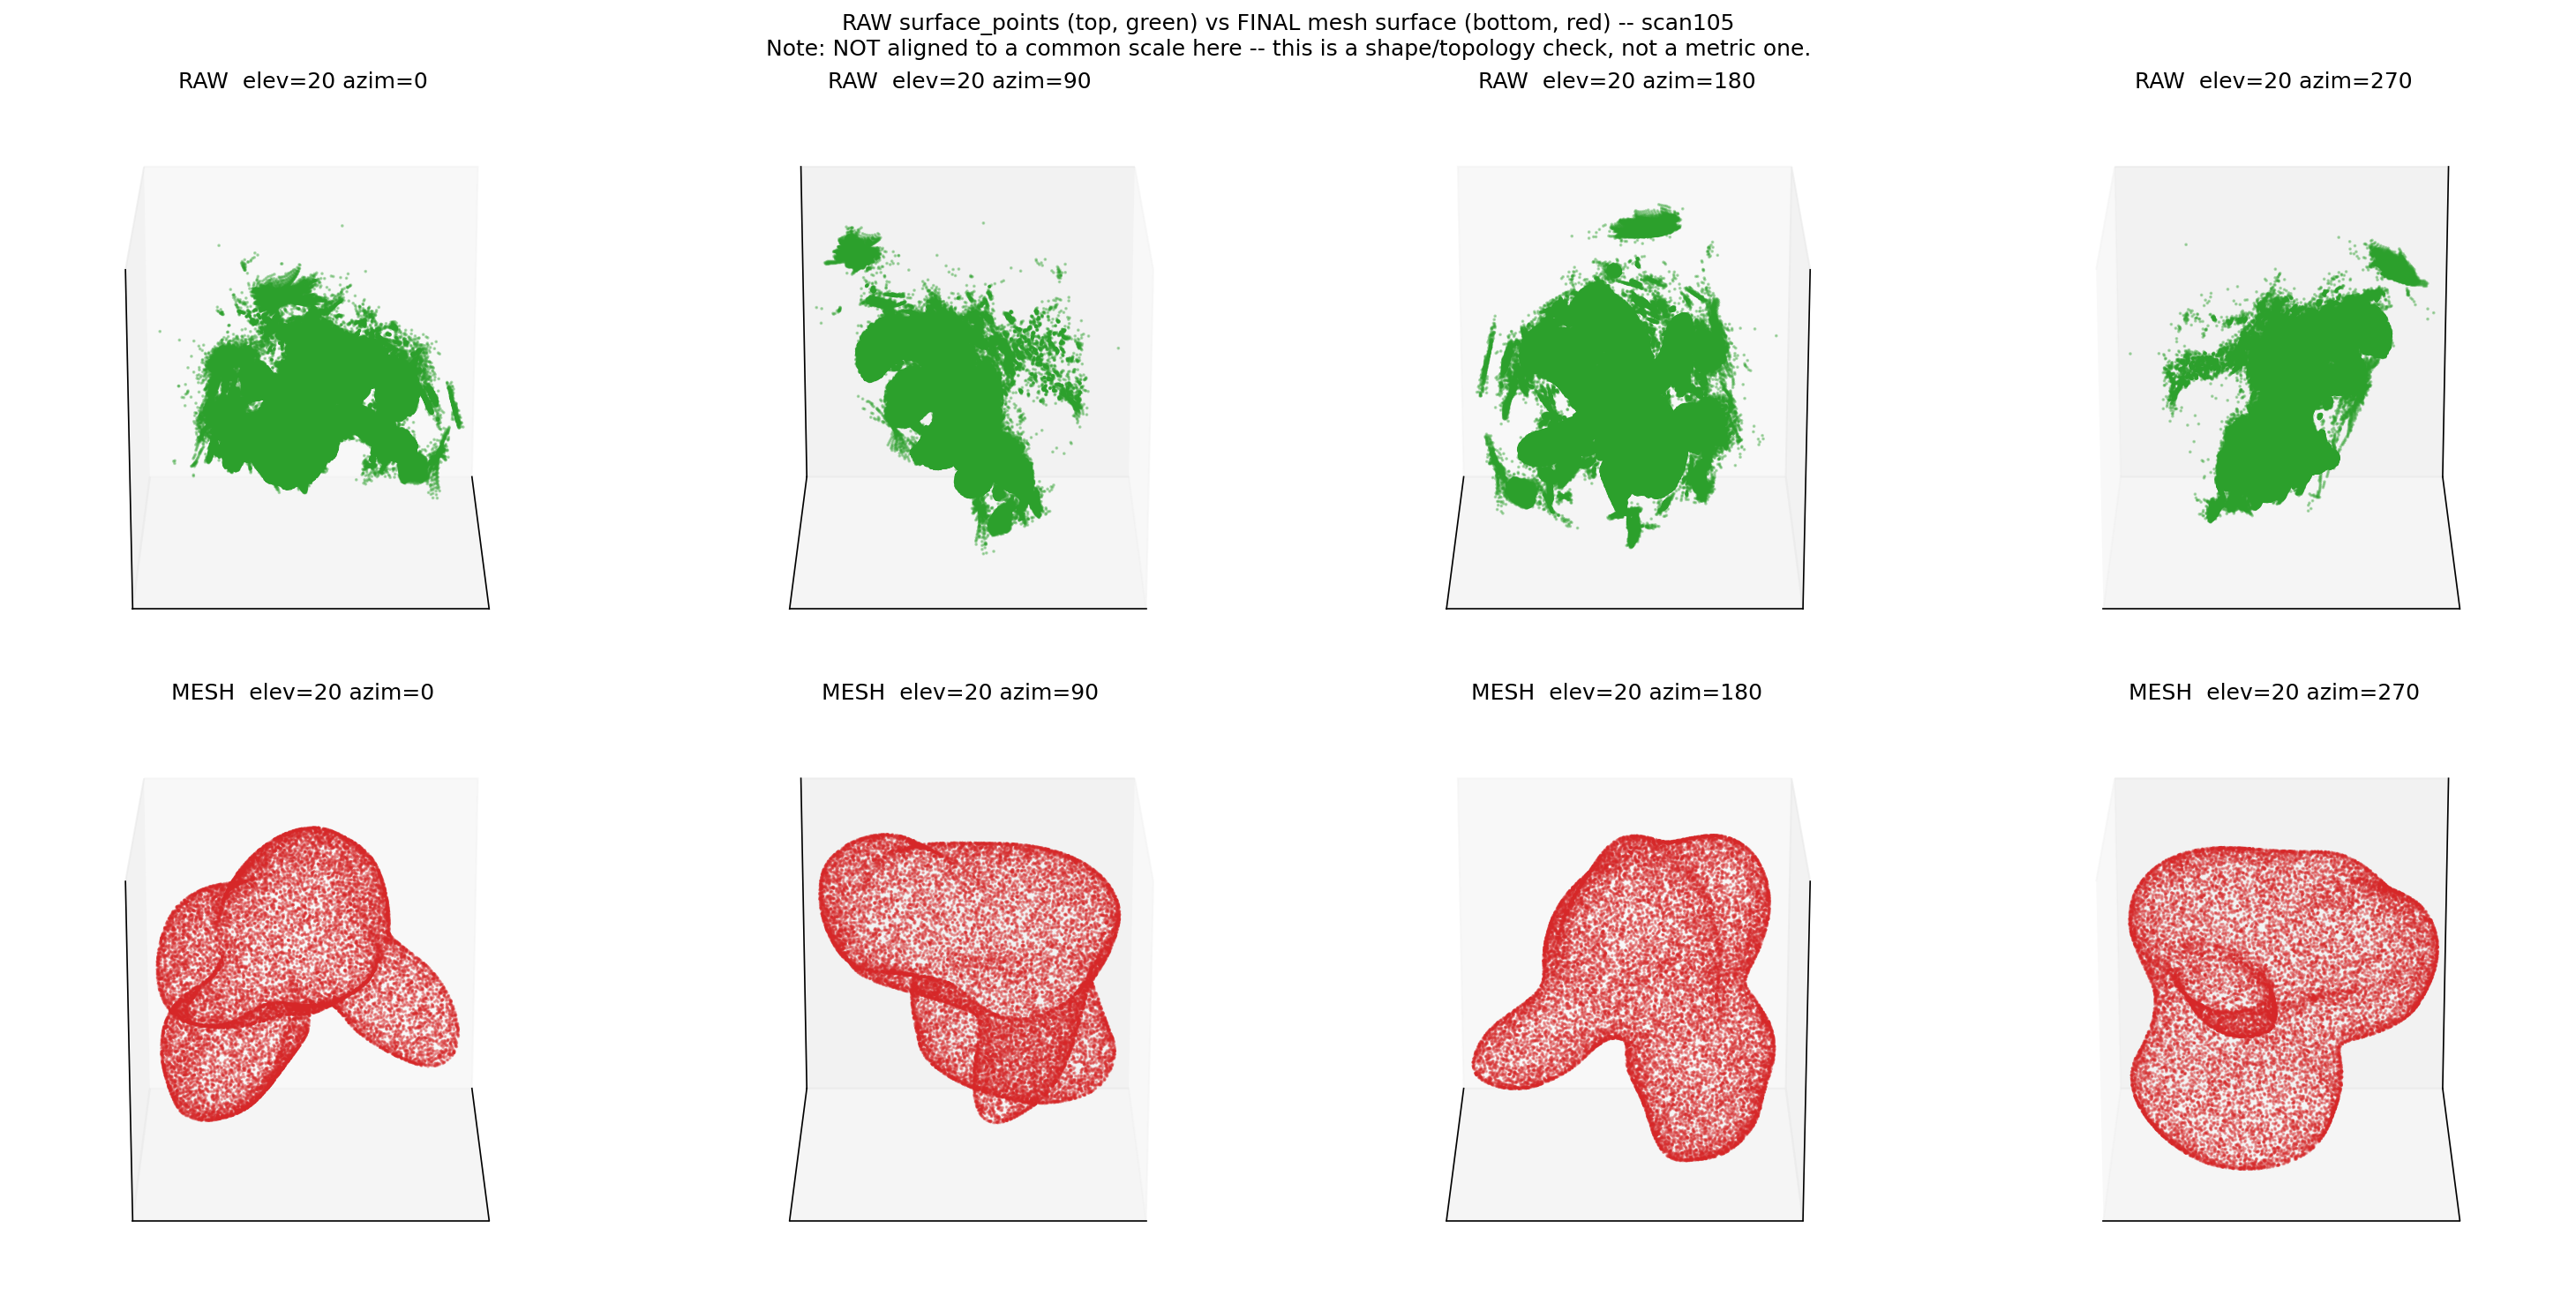 RAW surface_points (top, green) vs FINAL mesh surface (bottom, red) -- scan105
Note: NOT aligned to a common scale here -- this is a shape/topology check, not a metric one.
RAW  elev=20 azim=0
RAW  elev=20 azim=90
RAW  elev=20 azim=180
RAW  elev=20 azim=270
MESH  elev=20 azim=0
MESH  elev=20 azim=90
MESH  elev=20 azim=180
MESH  elev=20 azim=270